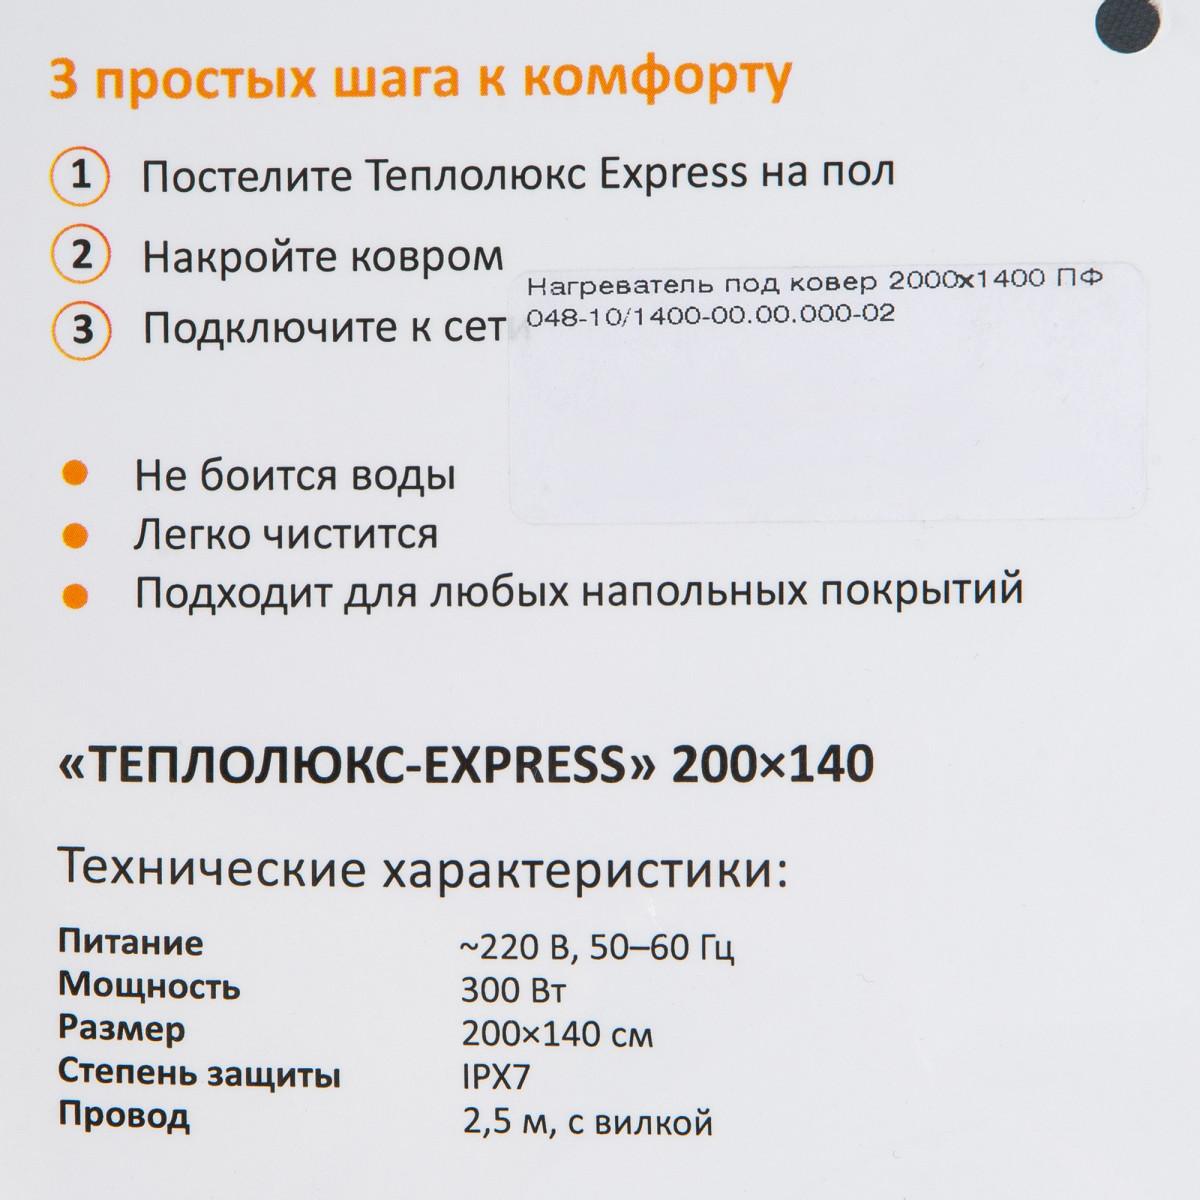 3 простых шага к комфорту
1 Постелите Теплолюкс Express на пол
2 Накройте ковром
Нагреватель под ковер 2000x1400 ПФ
048-10/1400-00.00.000-02
3 Подключите к сети
Не боится воды
Легко чистится
Подходит для любых напольных покрытий
«ТЕПЛОЛЮКС-EXPRESS» 200×140
Технические характеристики:
Питание ~220 В, 50–60 Гц
Мощность 300 Вт
Размер 200×140 см
Степень защиты IPX7
Провод 2,5 м, с вилкой